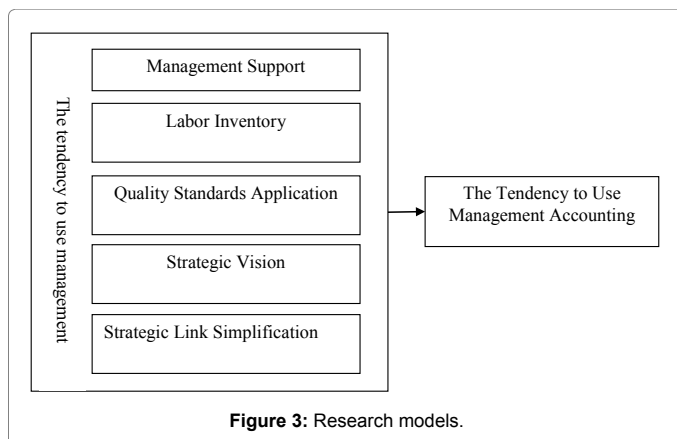 The tendency to use management
Management Support
Labor Inventory
Quality Standards Application
Strategic Vision
Strategic Link Simplification
The Tendency to Use
Management Accounting
Figure 3: Research models.